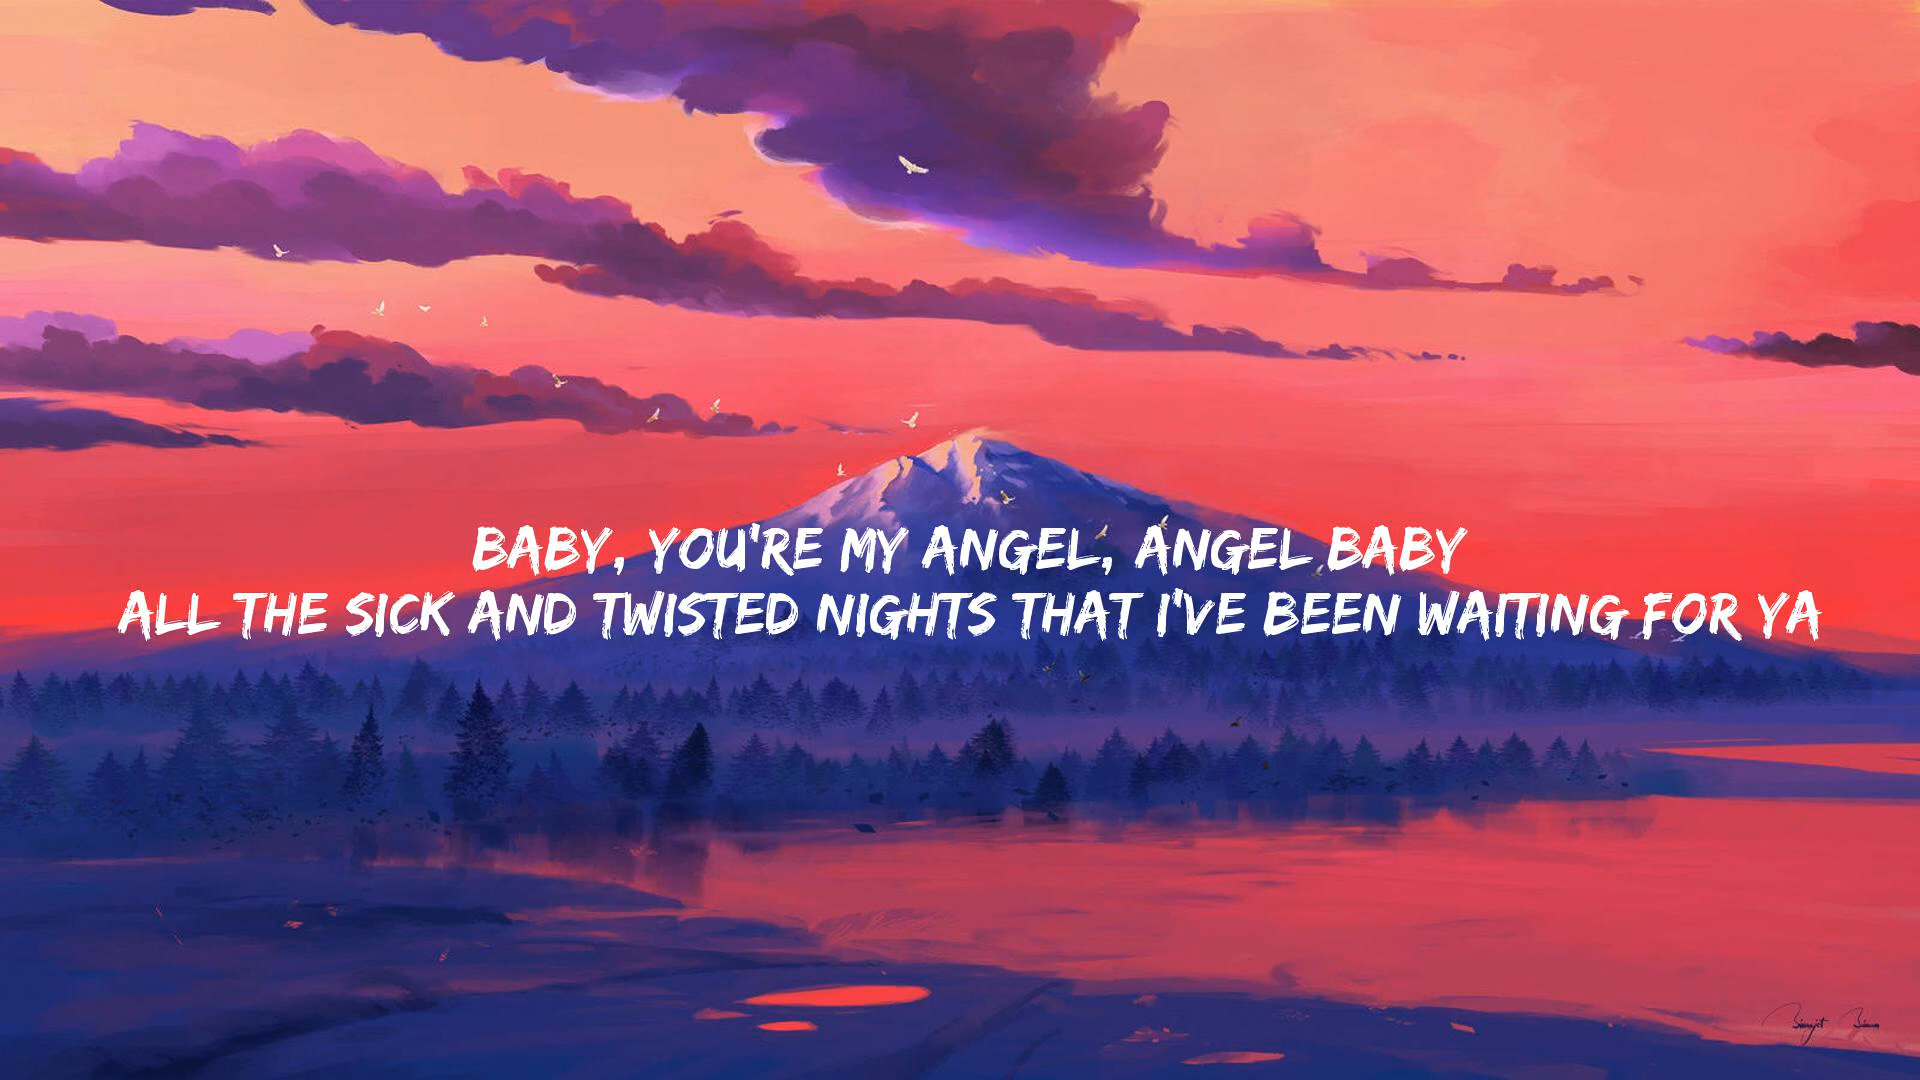 BABY, YOU'RE MY ANGEL, ANGEL BABY
ALL THE SICK AND TWISTED NIGHTS THAT I'VE BEEN WAITING FOR YA